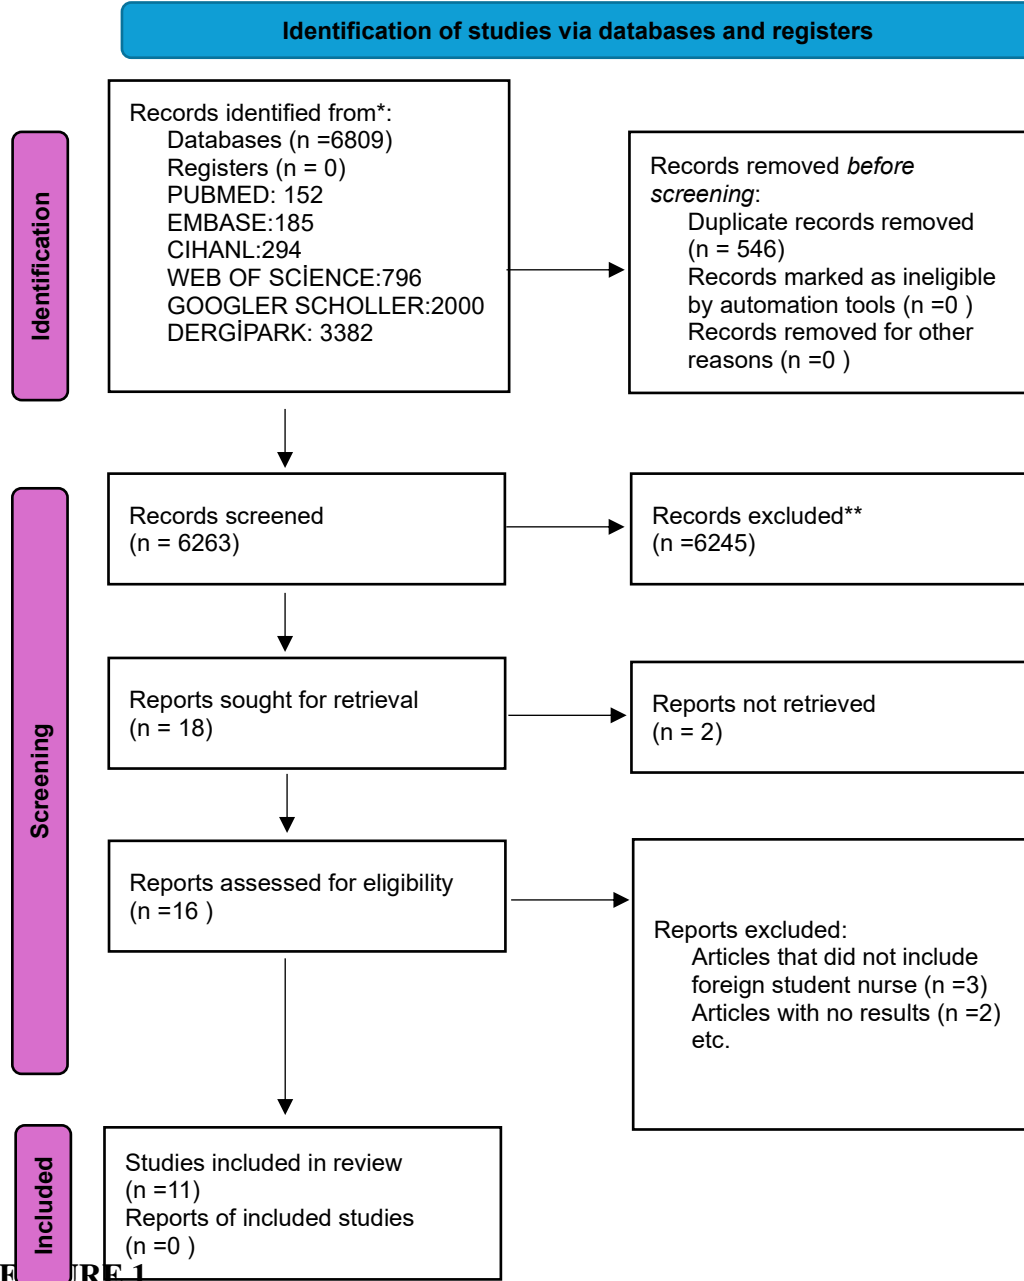 Identification of studies via databases and registers
Identification
Records identified from*:
Databases (n =6809)
Registers (n = 0)
PUBMED: 152
EMBASE:185
CIHANL:294
WEB OF SCİENCE:796
GOOGLER SCHOLLER:2000
DERGİPARK: 3382
Records removed before
screening:
Duplicate records removed
(n = 546)
Records marked as ineligible
by automation tools (n =0 )
Records removed for other
reasons (n =0 )
Screening
Records screened
(n = 6263)
Records excluded**
(n =6245)
Reports sought for retrieval
(n = 18)
Reports not retrieved
(n = 2)
Reports assessed for eligibility
(n =16 )
Reports excluded:
Articles that did not include
foreign student nurse (n =3)
Articles with no results (n =2)
etc.
Included
Studies included in review
(n =11)
Reports of included studies
(n =0 )